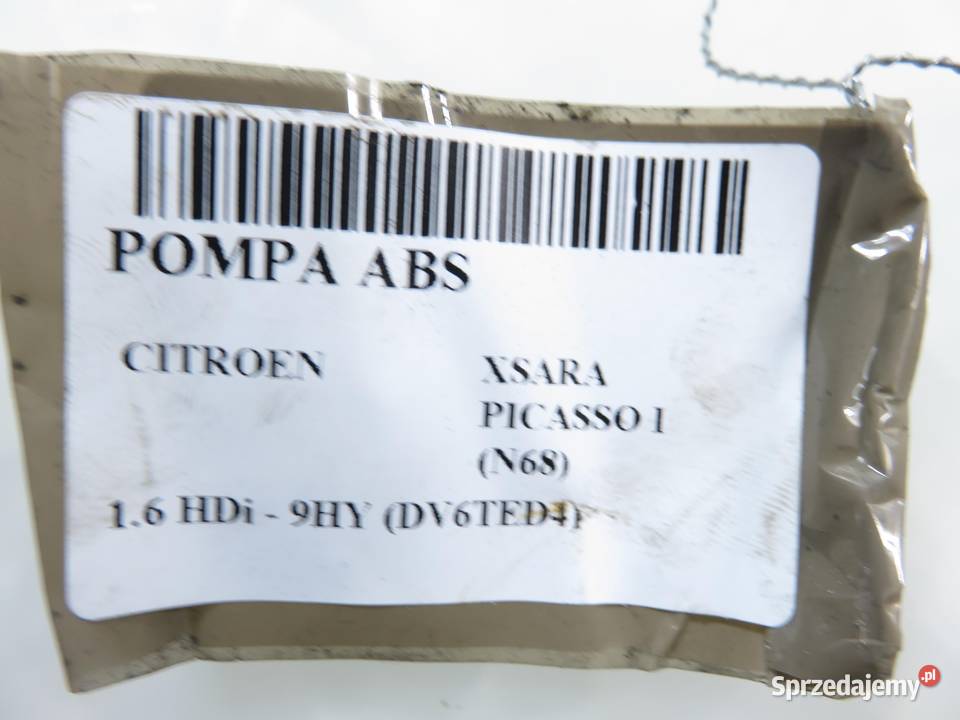 POMPA ABS
CITROEN
XSARA
PICASSO I
(N68)
1.6 HDi - 9HY (DV6TED4)
Sprzedajemy.pl